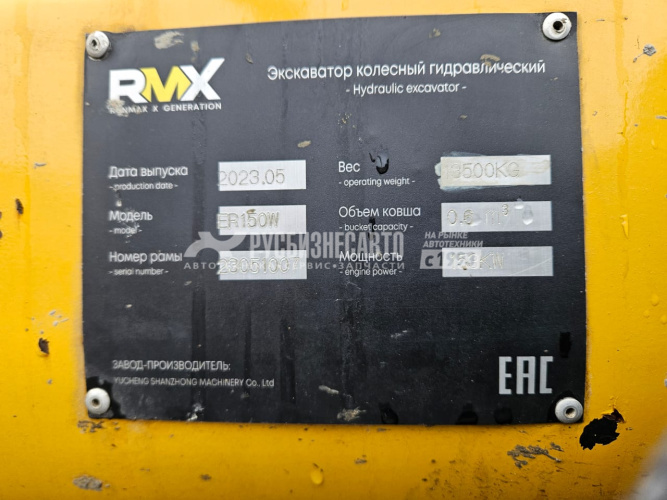 RMX
RUNMAX X GENERATION
Экскаватор колесный гидравлический
- Hydraulic excavator -
Дата выпуска
- production date -
2023.05
Вес
- operating weight -
Модель
- model -
ER150W
Объем ковша
- bucket capacity -
Номер рамы
- serial number -
Мощность
- engine power -
РУСБИЗНЕСАВТО
АВТОТЕХНИКА•СЕРВИС•ЗАПЧАСТИ
НА РЫНКЕ
АВТОТЕХНИКИ
ЗАВОД-ПРОИЗВОДИТЕЛЬ:
YUCHENG SHANZHONG MACHINERY Co. Ltd
EAC